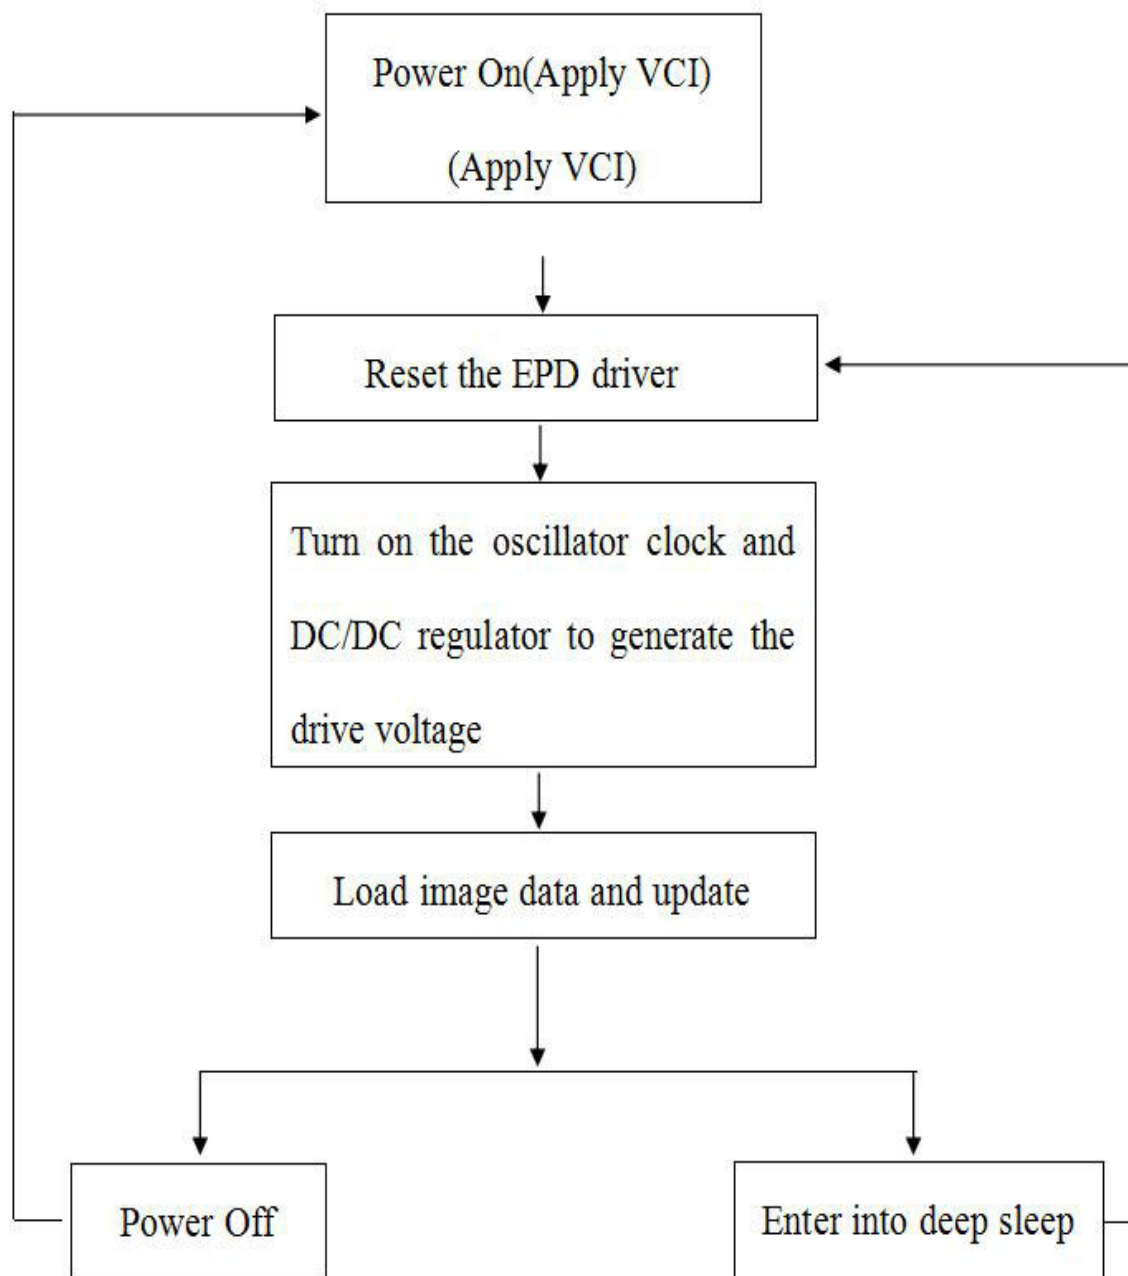 Power On(Apply VCI)
(Apply VCI)
Reset the EPD driver
Turn on the oscillator clock and
DC/DC regulator to generate the
drive voltage
Load image data and update
Power Off
Enter into deep sleep